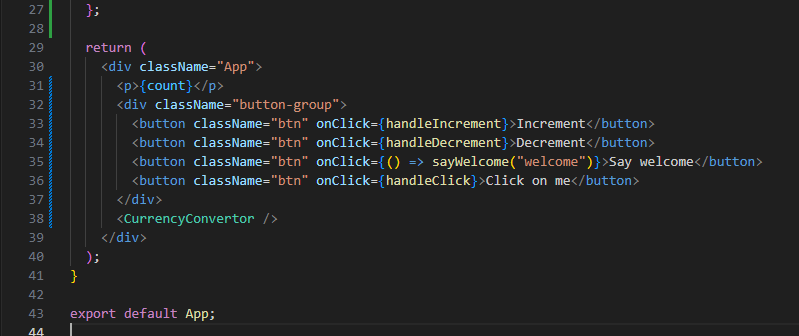 27 };
28
29 return (
30 <div className="App">
31 <p>{count}</p>
32 <div className="button-group">
33 <button className="btn" onClick={handleIncrement}>Increment</button>
34 <button className="btn" onClick={handleDecrement}>Decrement</button>
35 <button className="btn" onClick={() => sayWelcome("welcome")}>Say welcome</button>
36 <button className="btn" onClick={handleClick}>Click on me</button>
37 </div>
38 <CurrencyConvertor />
39 </div>
40 );
41 }
42
43 export default App;
44